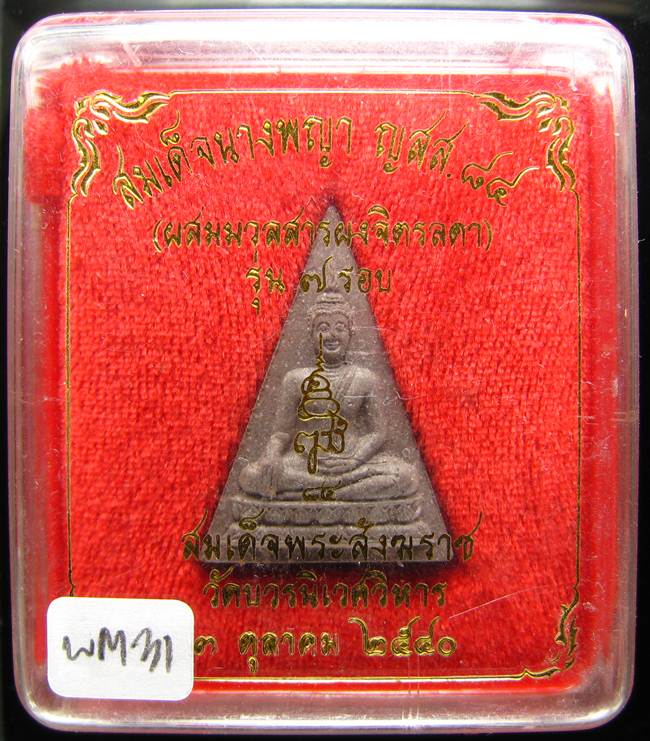 สมเด็จนางพญา ญสส. ๘๔
(ผสมมวลสารผงจิตรลดา)
รุ่น ๗ รอบ
๘๔
สมเด็จพระสังฆราช
วัดบวรนิเวศวิหาร
๓ ตุลาคม ๒๕๔๐